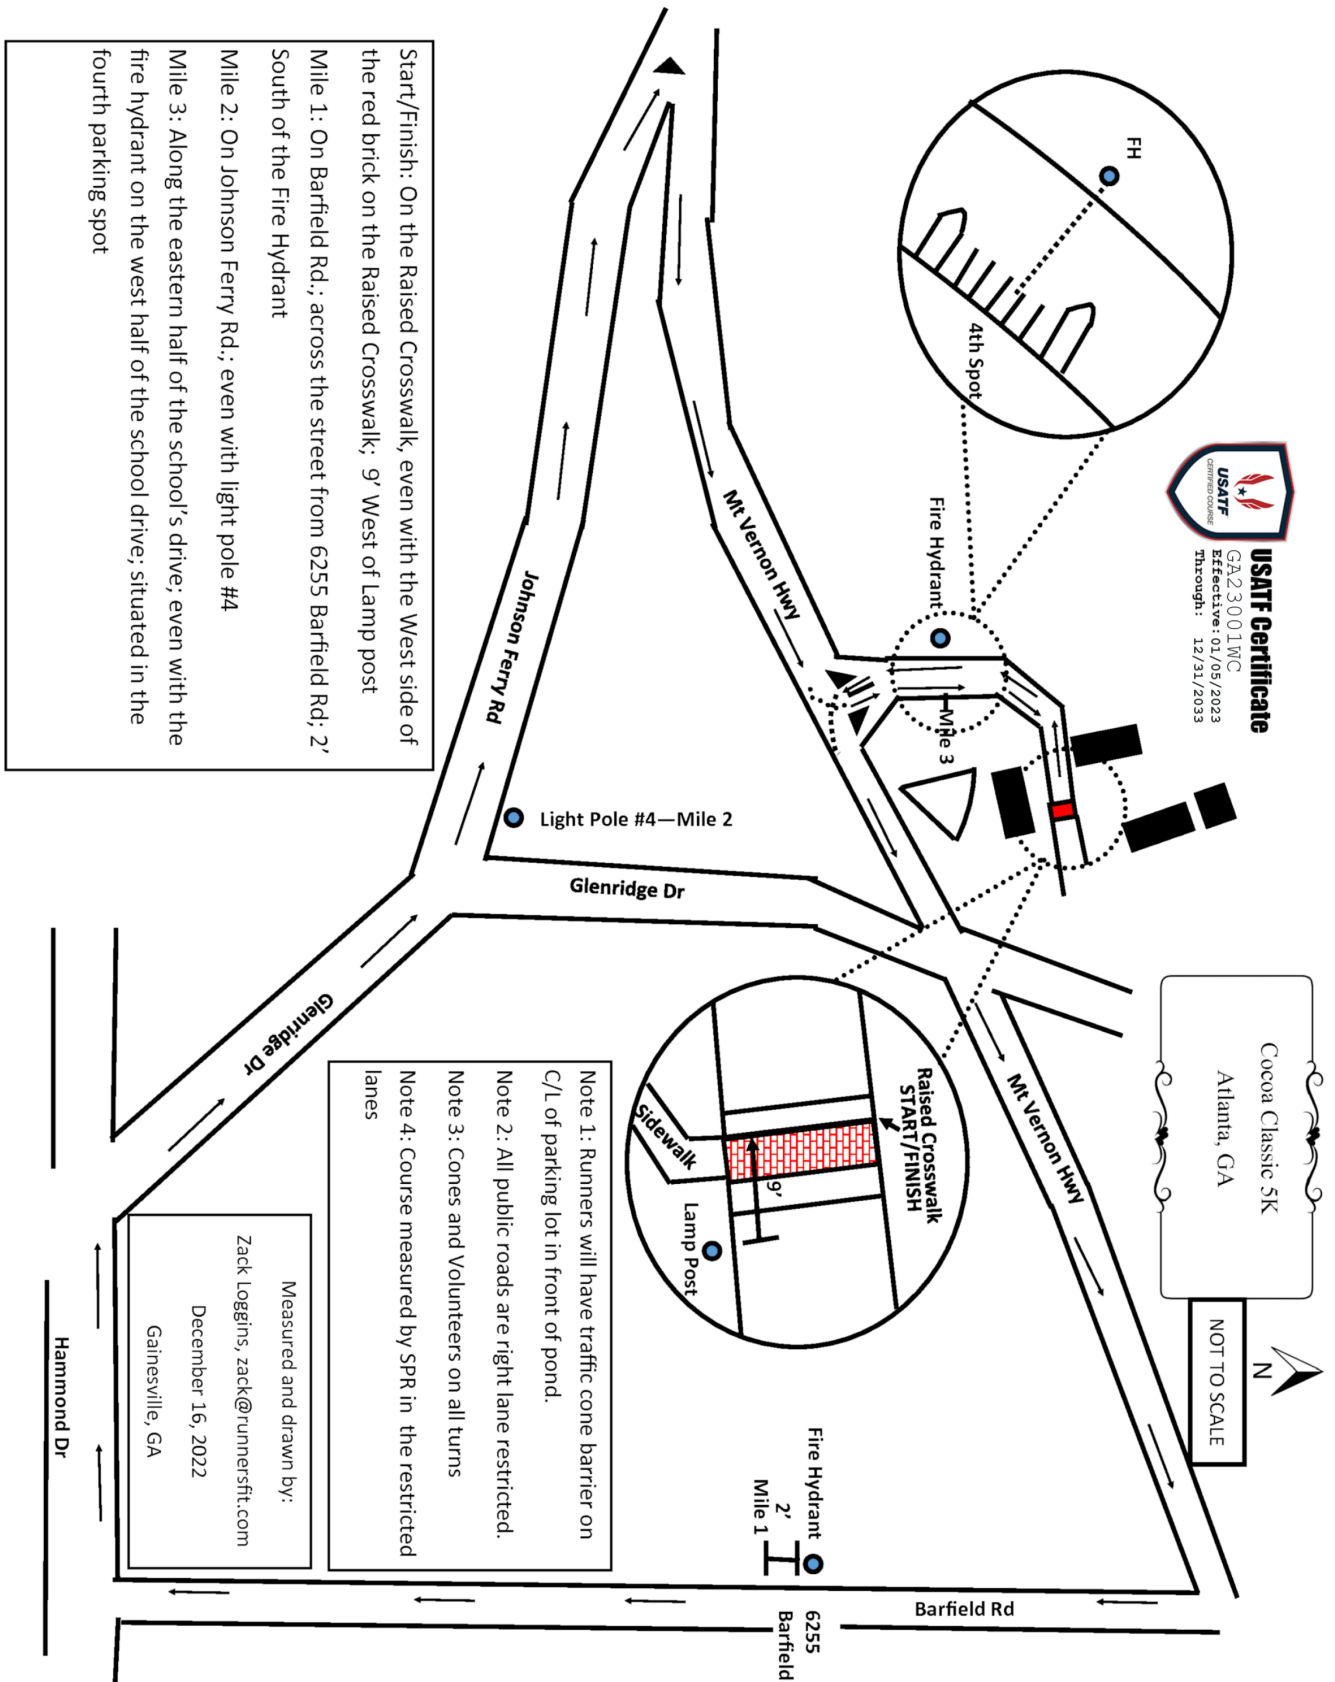 Cocoa Classic 5K
Atlanta, GA
NOT TO SCALE
N
USATF Certificate
GA23001WC
Effective: 01/05/2023
Through: 12/31/2033
USATF
CERTIFIED COURSE
FH
4th Spot
Fire Hydrant
Mile 3
Mt Vernon Hwy
Mt Vernon Hwy
Raised Crosswalk
START/FINISH
9'
Sidewalk
Lamp Post
Fire Hydrant
2'
Mile 1
6255
Barfield
Barfield Rd
Glenridge Dr
Light Pole #4—Mile 2
Johnson Ferry Rd
Glenridge Dr
Hammond Dr
Start/Finish: On the Raised Crosswalk, even with the West side of
the red brick on the Raised Crosswalk; 9' West of Lamp post
Mile 1: On Barfield Rd.; across the street from 6255 Barfield Rd; 2'
South of the Fire Hydrant
Mile 2: On Johnson Ferry Rd.; even with light pole #4
Mile 3: Along the eastern half of the school's drive; even with the
fire hydrant on the west half of the school drive; situated in the
fourth parking spot
Note 1: Runners will have traffic cone barrier on
C/L of parking lot in front of pond.
Note 2: All public roads are right lane restricted.
Note 3: Cones and Volunteers on all turns
Note 4: Course measured by SPR in the restricted
lanes
Measured and drawn by:
Zack Loggins, zack@runnersfit.com
December 16, 2022
Gainesville, GA